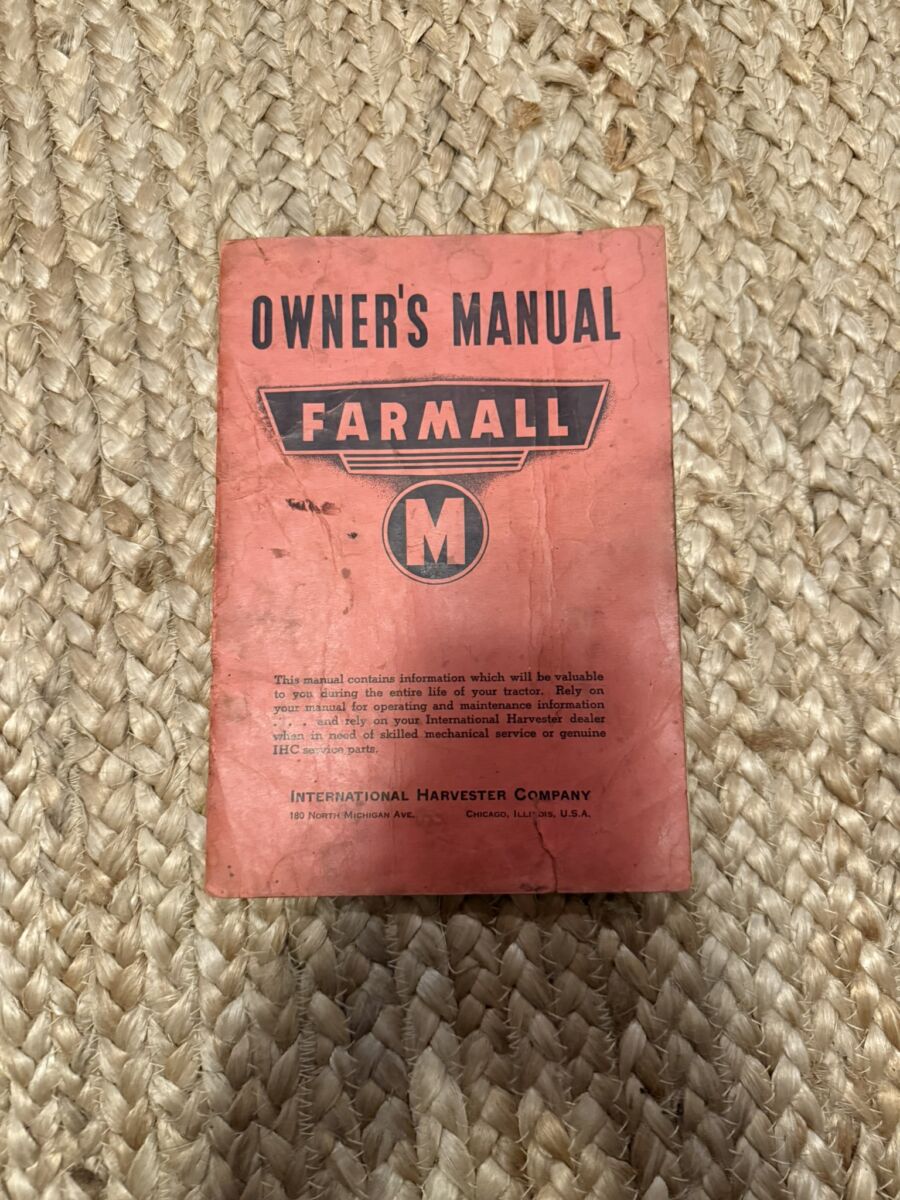 OWNER'S MANUAL
FARMALL
M
This manual contains information which will be valuable
to you during the entire life of your tractor. Rely on
your manual for operating and maintenance information
. . . . and rely on your International Harvester dealer
when in need of skilled mechanical service or genuine
IHC service parts.
INTERNATIONAL HARVESTER COMPANY
180 NORTH MICHIGAN AVE. CHICAGO, ILLINOIS, U.S.A.